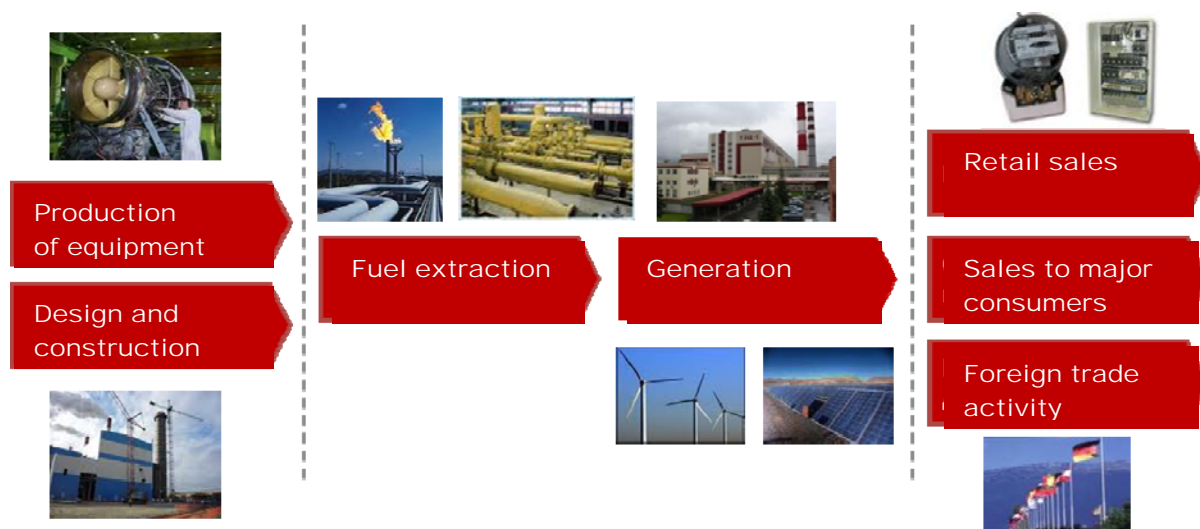 Production
of equipment
Design and
construction
Fuel extraction
Generation
Retail sales
Sales to major
consumers
Foreign trade
activity